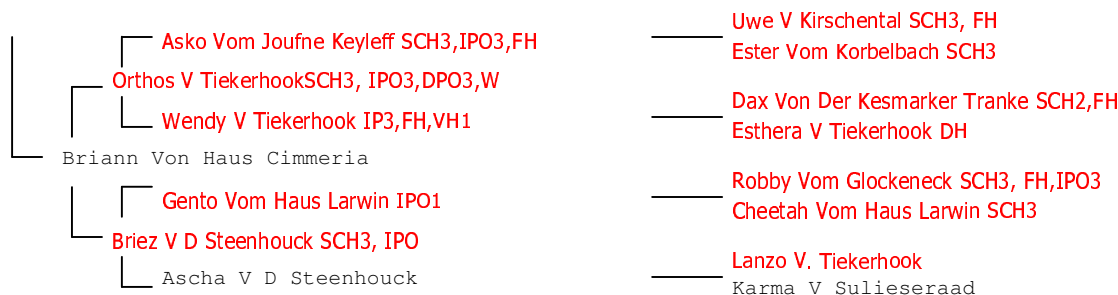 Uwe V Kirschental SCH3, FH
Asko Vom Joufne Keyleff SCH3,IPO3,FH
Ester Vom Korbelbach SCH3
Orthos V TiekerhookSCH3, IPO3,DPO3,W
Dax Von Der Kesmarker Tranke SCH2,FH
Wendy V Tiekerhook IP3,FH,VH1
Esthera V Tiekerhook DH
Briann Von Haus Cimmeria
Robby Vom Glockeneck SCH3, FH,IPO3
Gento Vom Haus Larwin IPO1
Cheetah Vom Haus Larwin SCH3
Briez V D Steenhouck SCH3, IPO
Lanzo V. Tiekerhook
Ascha V D Steenhouck
Karma V Sulieseraad